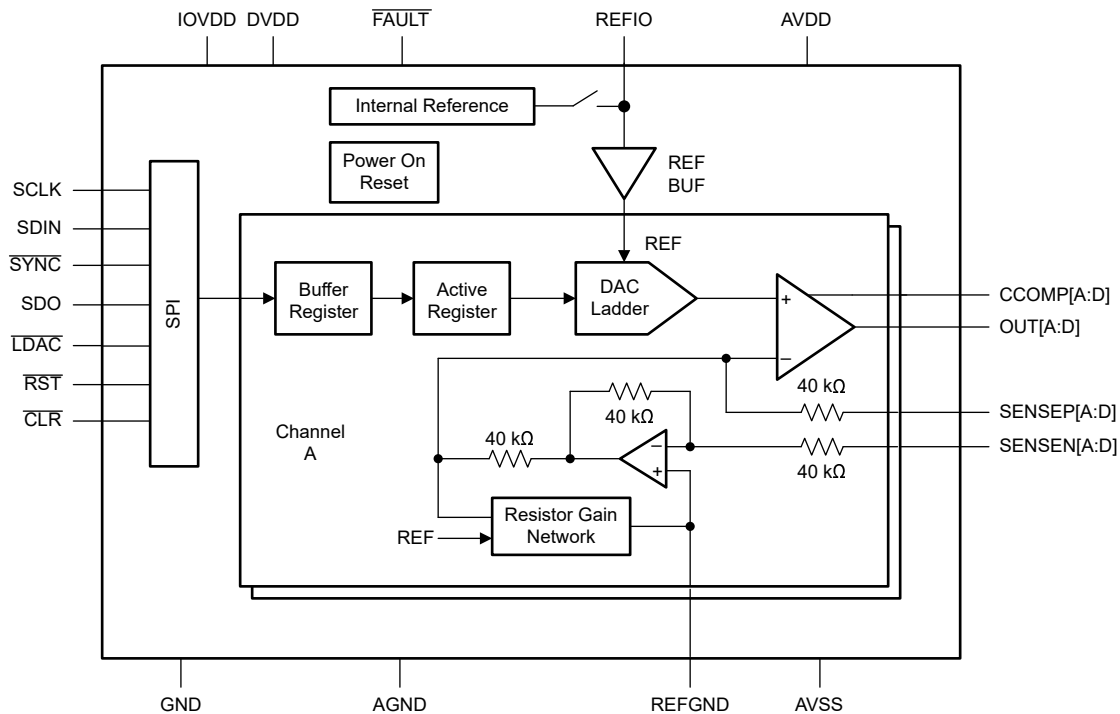 IOVDD DVDD FAULT REFIO AVDD
Internal Reference
Power On
Reset
REF
BUF
SCLK
SDIN
SYNC
SDO
LDAC
RST
CLR
SPI
REF
Buffer
Register
Active
Register
DAC
Ladder
+
−
CCOMP[A:D]
OUT[A:D]
40 kΩ
SENSEP[A:D]
40 kΩ
SENSEN[A:D]
40 kΩ
40 kΩ
−
+
Channel
A
Resistor Gain
Network
REF
GND AGND REFGND AVSS